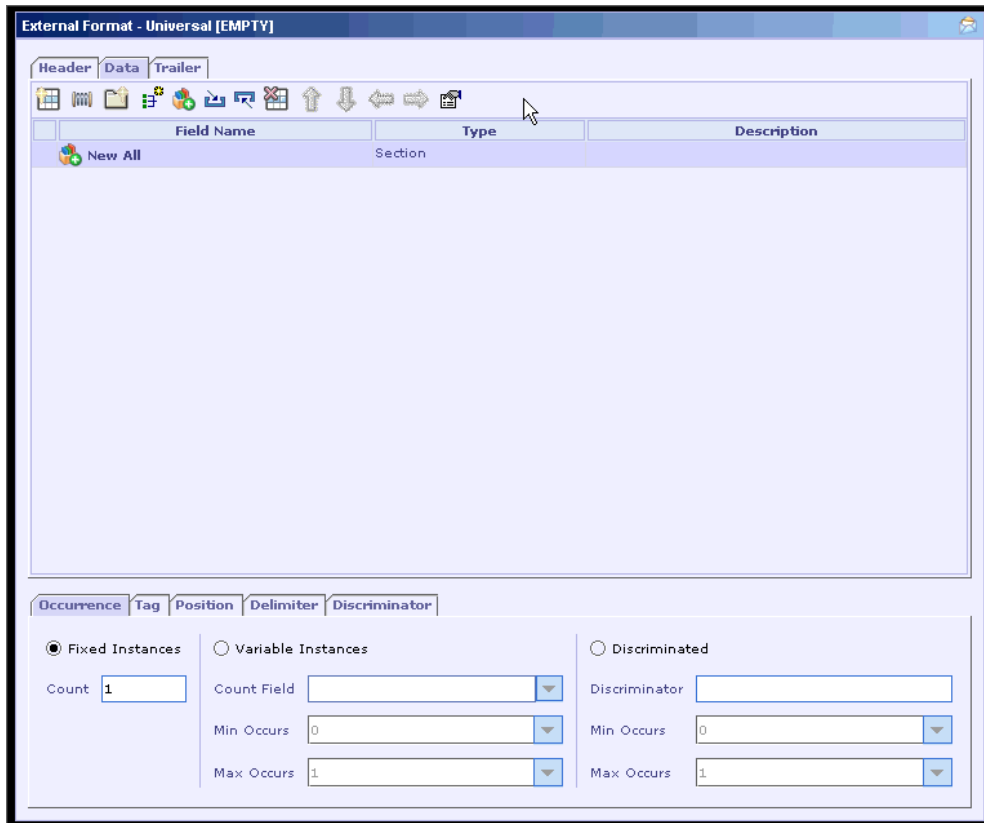 External Format - Universal [EMPTY]
Header Data Trailer
Field Name Type Description
New All Section
Occurrence Tag Position Delimiter Discriminator
Fixed Instances Variable Instances Discriminated
Count 1 Count Field Discriminator
Min Occurs 0 Min Occurs 0
Max Occurs 1 Max Occurs 1